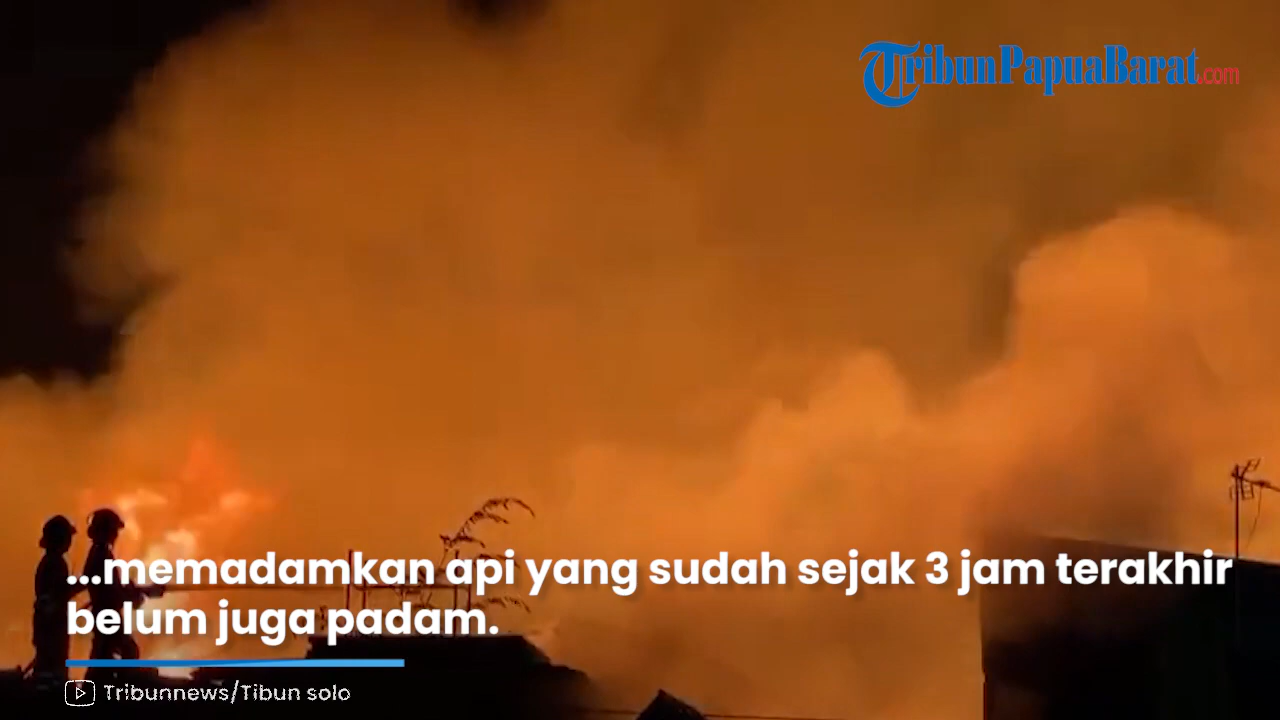 TribunPapuaBarat.com
...memadamkan api yang sudah sejak 3 jam terakhir
belum juga padam.
Tribunnews/Tibun solo